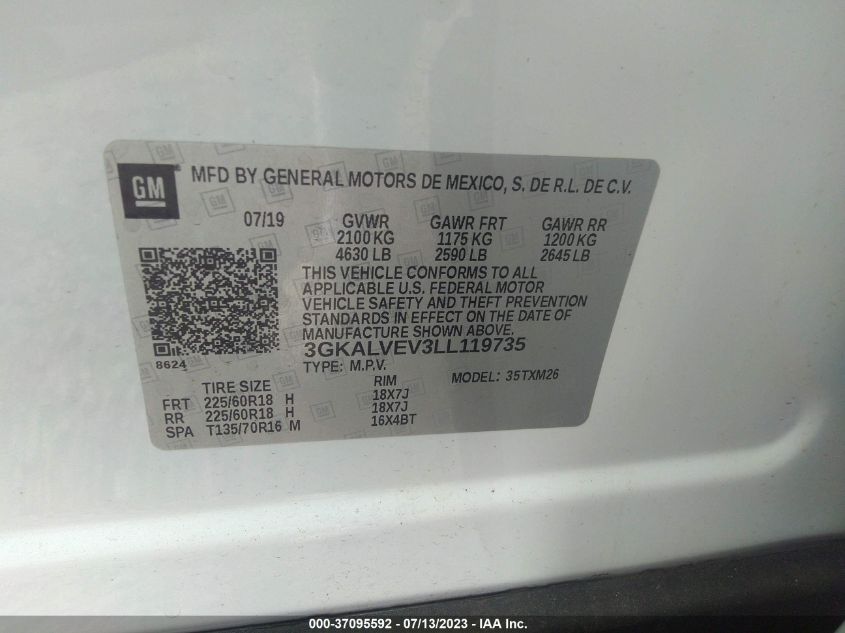 GM MFD BY GENERAL MOTORS DE MEXICO, S. DE R.L. DE C.V.
07/19 GVWR GAWR FRT GAWR RR
2100 KG 1175 KG 1200 KG
4630 LB 2590 LB 2645 LB
THIS VEHICLE CONFORMS TO ALL
APPLICABLE U.S. FEDERAL MOTOR
VEHICLE SAFETY AND THEFT PREVENTION
STANDARDS IN EFFECT ON THE DATE OF
MANUFACTURE SHOWN ABOVE.
8624 3GKALVEV3LL119735
TYPE: M.P.V. MODEL: 35TXM26
TIRE SIZE RIM
FRT 225/60R18 H 18X7J
RR 225/60R18 H 18X7J
SPA T135/70R16 M 16X4BT
000-37095592 / 07/13/2023 - IAA Inc.